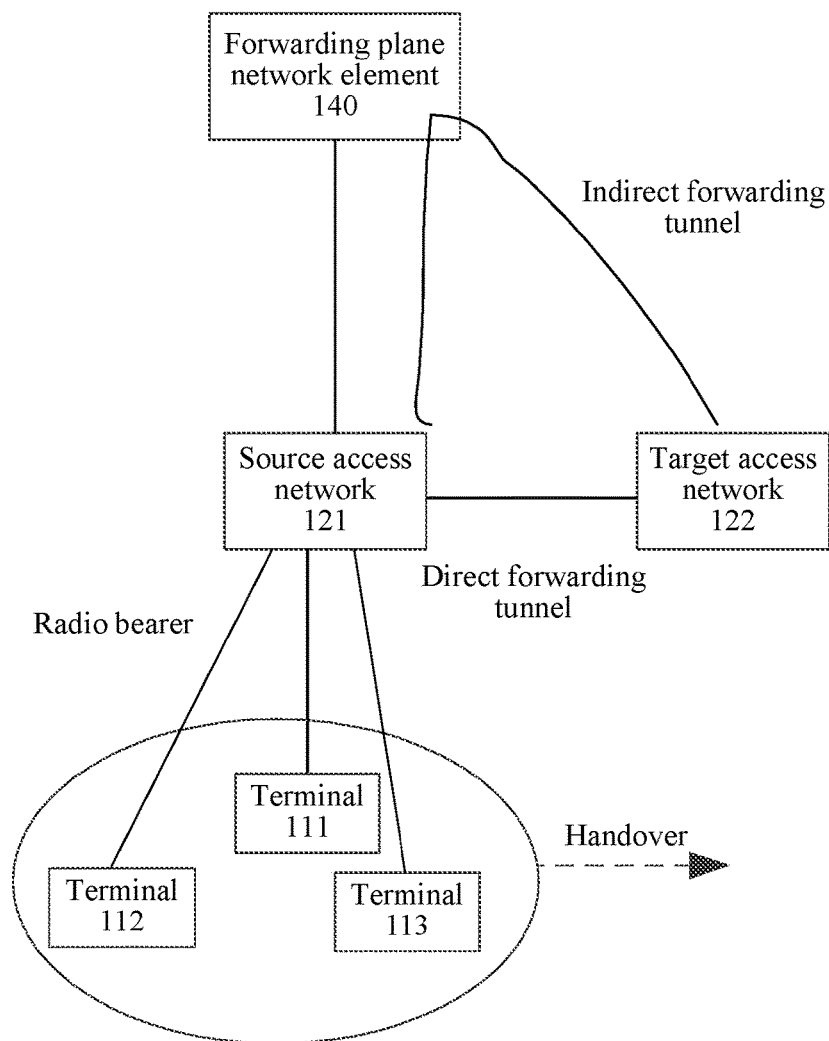 Forwarding plane
network element
140
Indirect forwarding
tunnel
Source access
network
121
Target access
network
122
Direct forwarding
tunnel
Radio bearer
Terminal
111
Handover
Terminal
112
Terminal
113